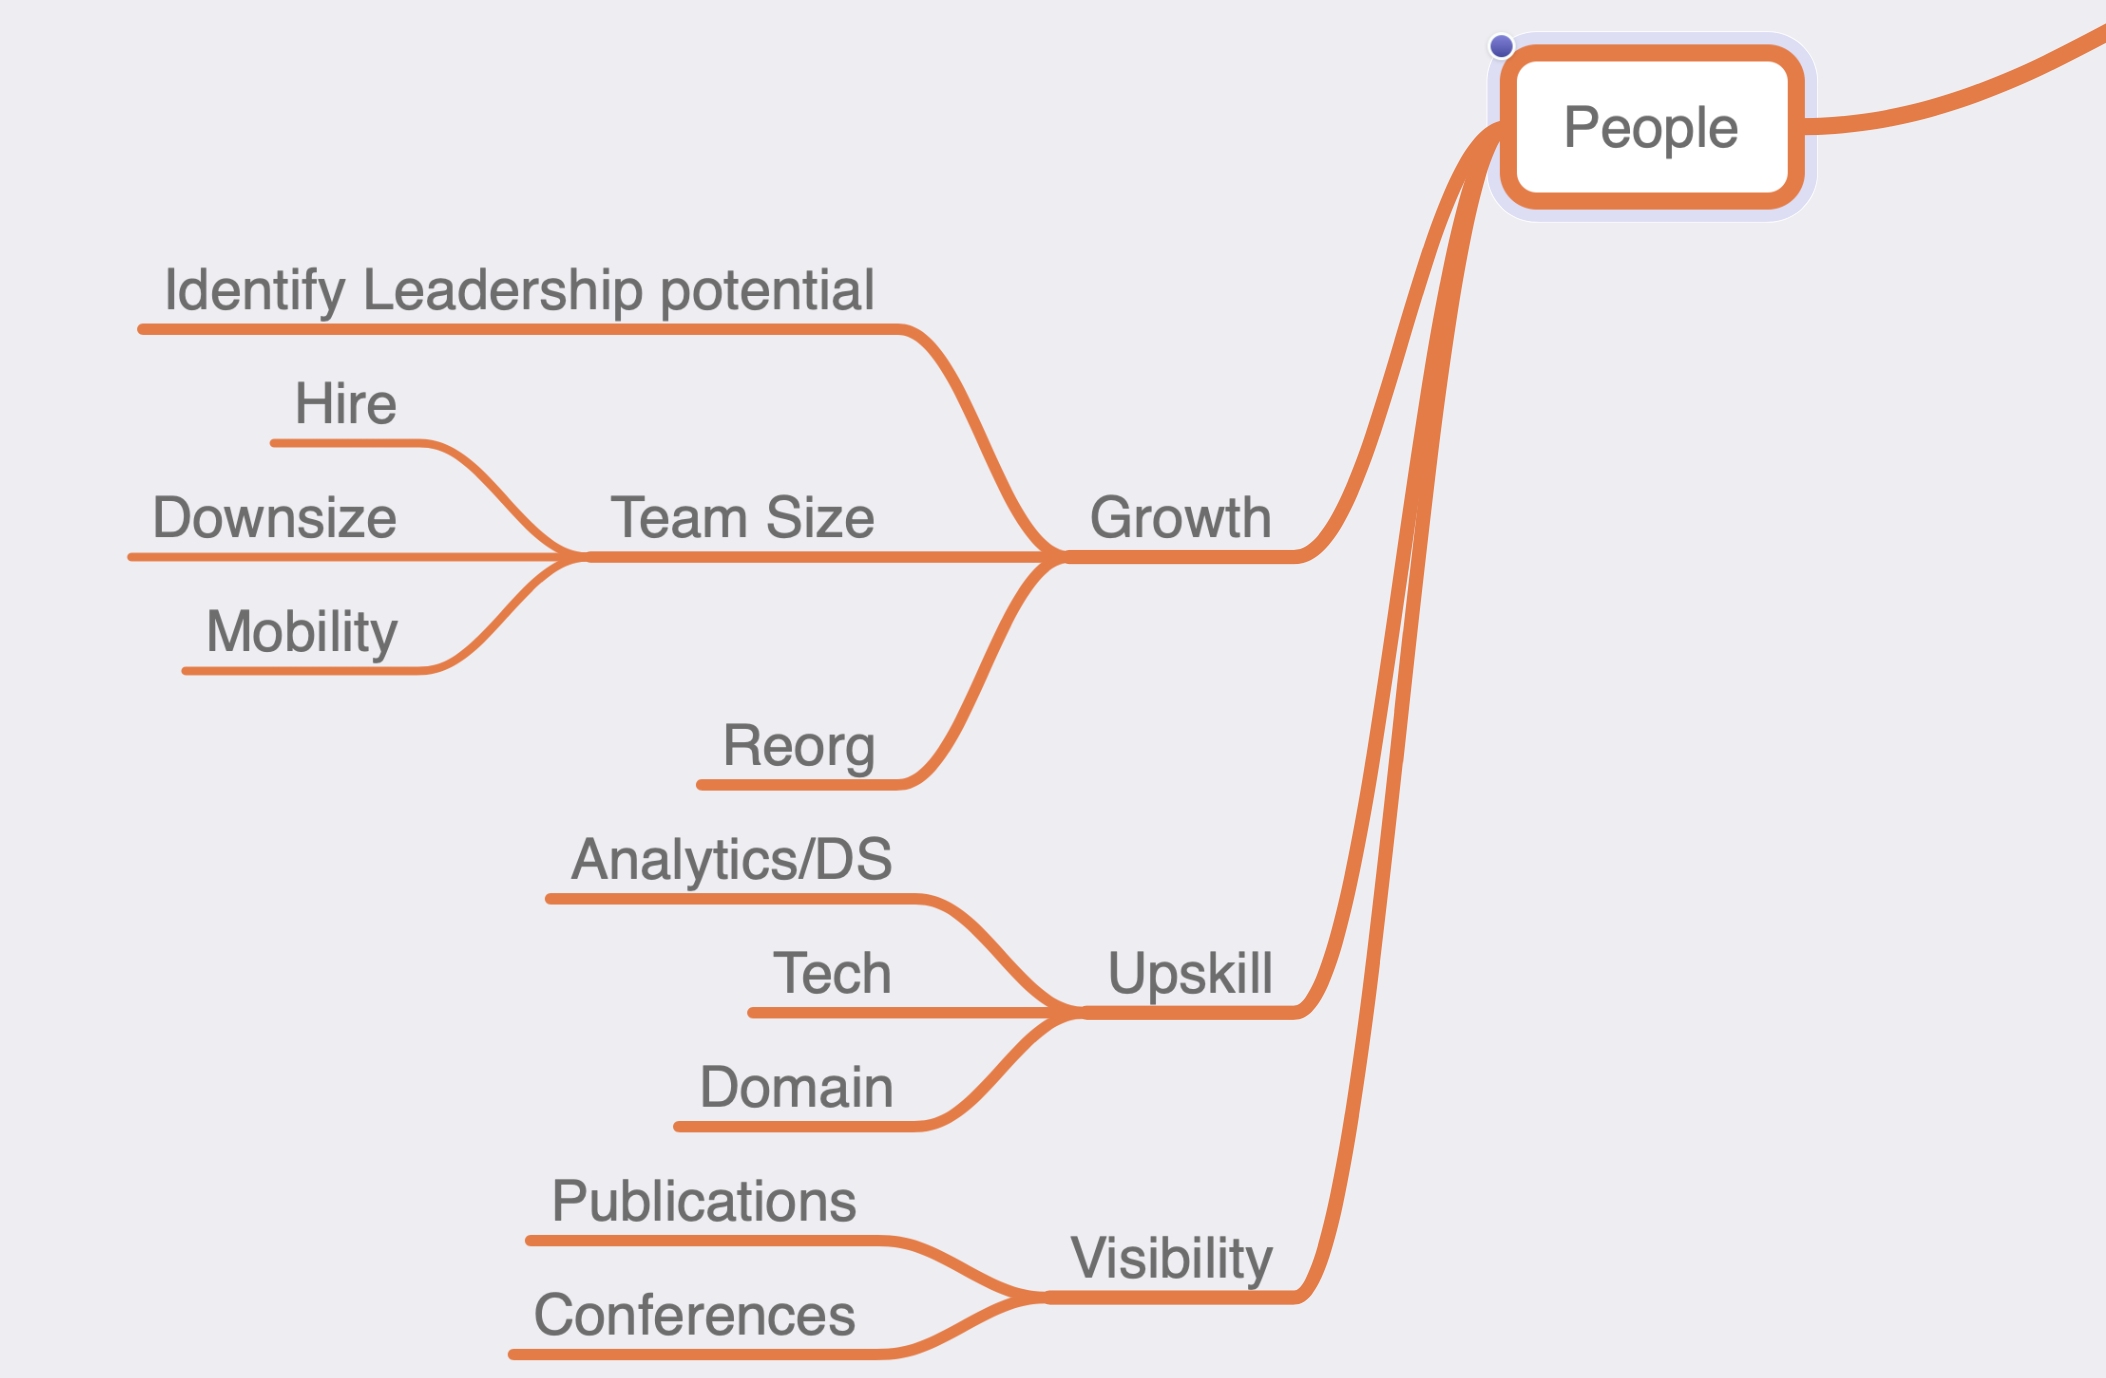 People
Identify Leadership potential
Hire
Downsize
Team Size
Growth
Mobility
Reorg
Analytics/DS
Tech
Upskill
Domain
Publications
Visibility
Conferences